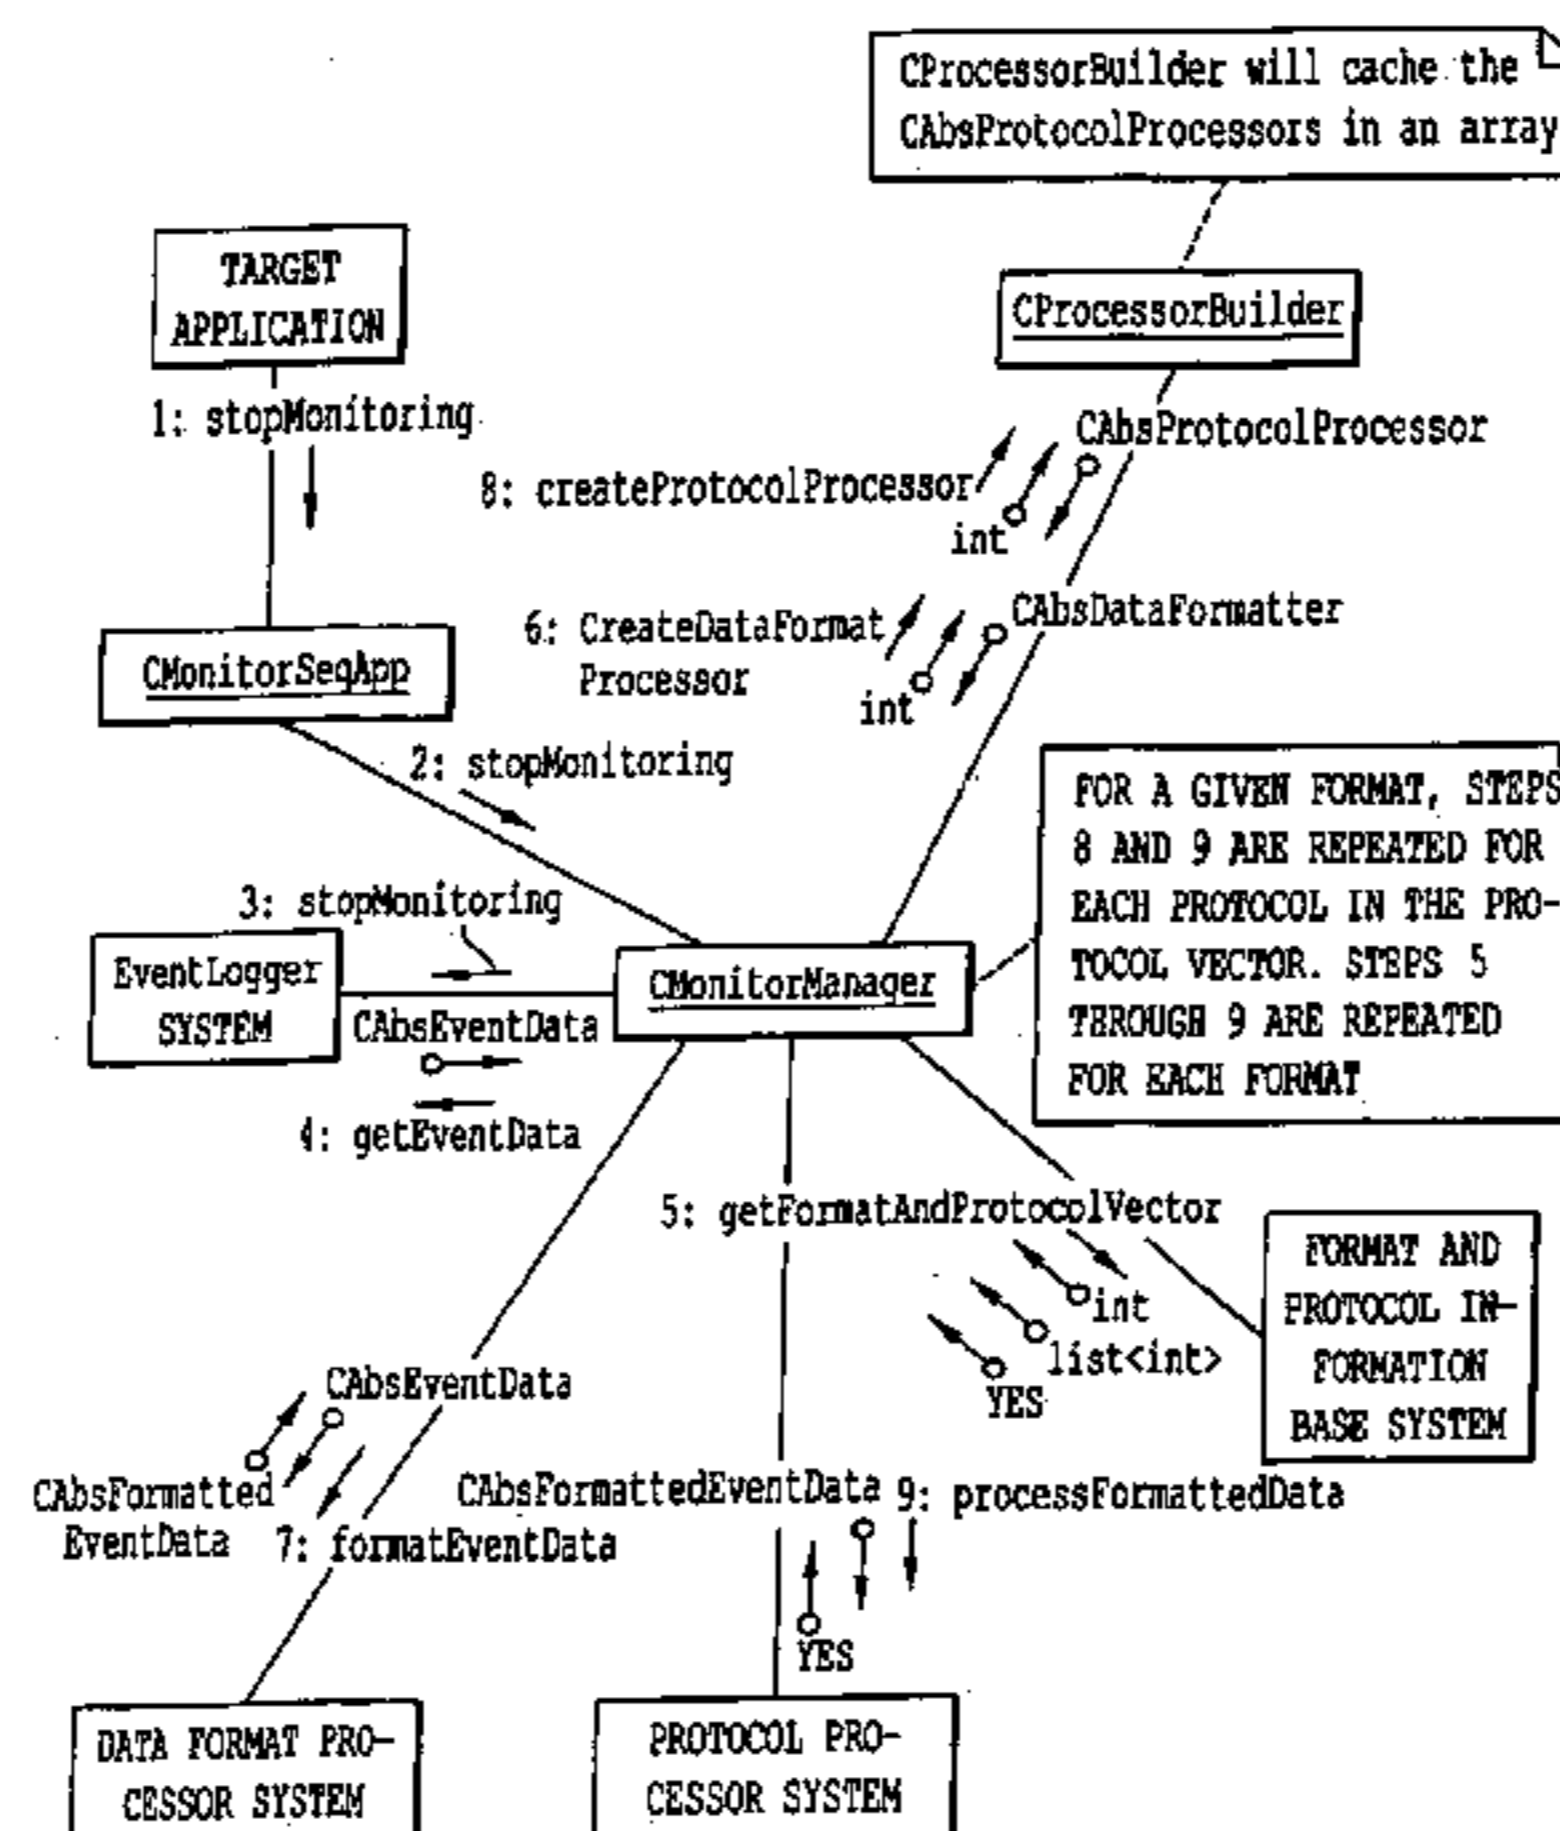 CProcessorBuilder will cache the
CAbsProtocolProcessors in an array
TARGET
APPLICATION
CProcessorBuilder
1: stopMonitoring
CAbsProtocolProcessor
8: createProtocolProcessor
int
6: CreateDataFormat
Processor
CAbsDataFormatter
int
CMonitorSeqApp
2: stopMonitoring
FOR A GIVEN FORMAT, STEPS
8 AND 9 ARE REPEATED FOR
EACH PROTOCOL IN THE PRO-
TOCOL VECTOR. STEPS 5
THROUGH 9 ARE REPEATED
FOR EACH FORMAT
3: stopMonitoring
EventLogger
SYSTEM
CMonitorManager
CAbsEventData
4: getEventData
5: getFormatAndProtocolVector
int
list<int>
YES
FORMAT AND
PROTOCOL IN-
FORMATION
BASE SYSTEM
CAbsEventData
CAbsFormatted
EventData
7: formatEventData
CAbsFormattedEventData
9: processFormattedData
YES
DATA FORMAT PRO-
CESSOR SYSTEM
PROTOCOL PRO-
CESSOR SYSTEM